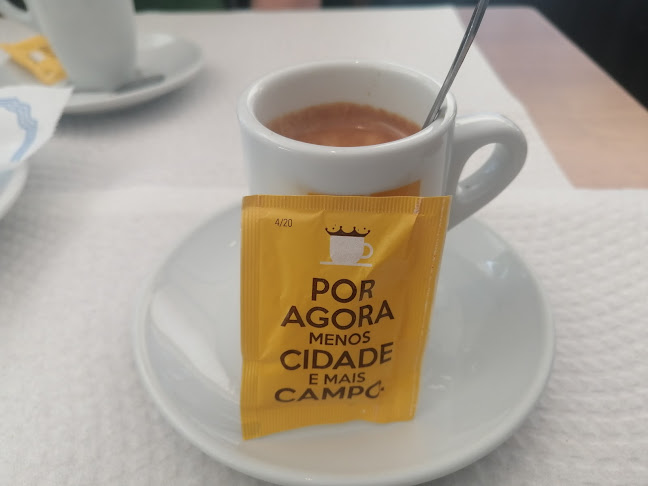 4/20
POR
AGORA
MENOS
CIDADE
E MAIS
CAMPO